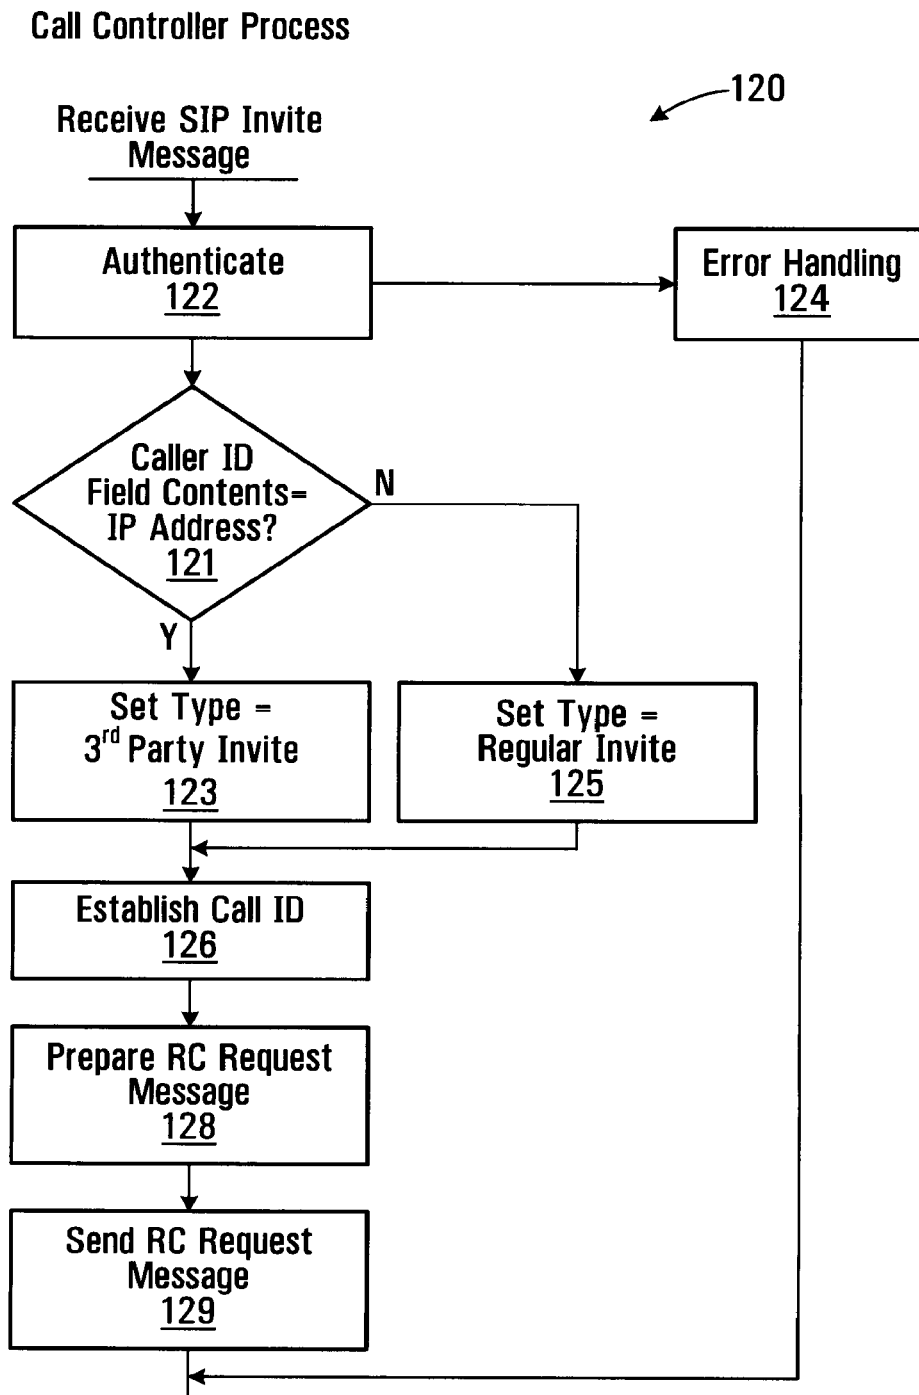 Call Controller Process
120
Receive SIP Invite
Message
Authenticate
122
Error Handling
124
Caller ID
Field Contents=
IP Address?
121
N
Y
Set Type =
3rd Party Invite
123
Set Type =
Regular Invite
125
Establish Call ID
126
Prepare RC Request
Message
128
Send RC Request
Message
129